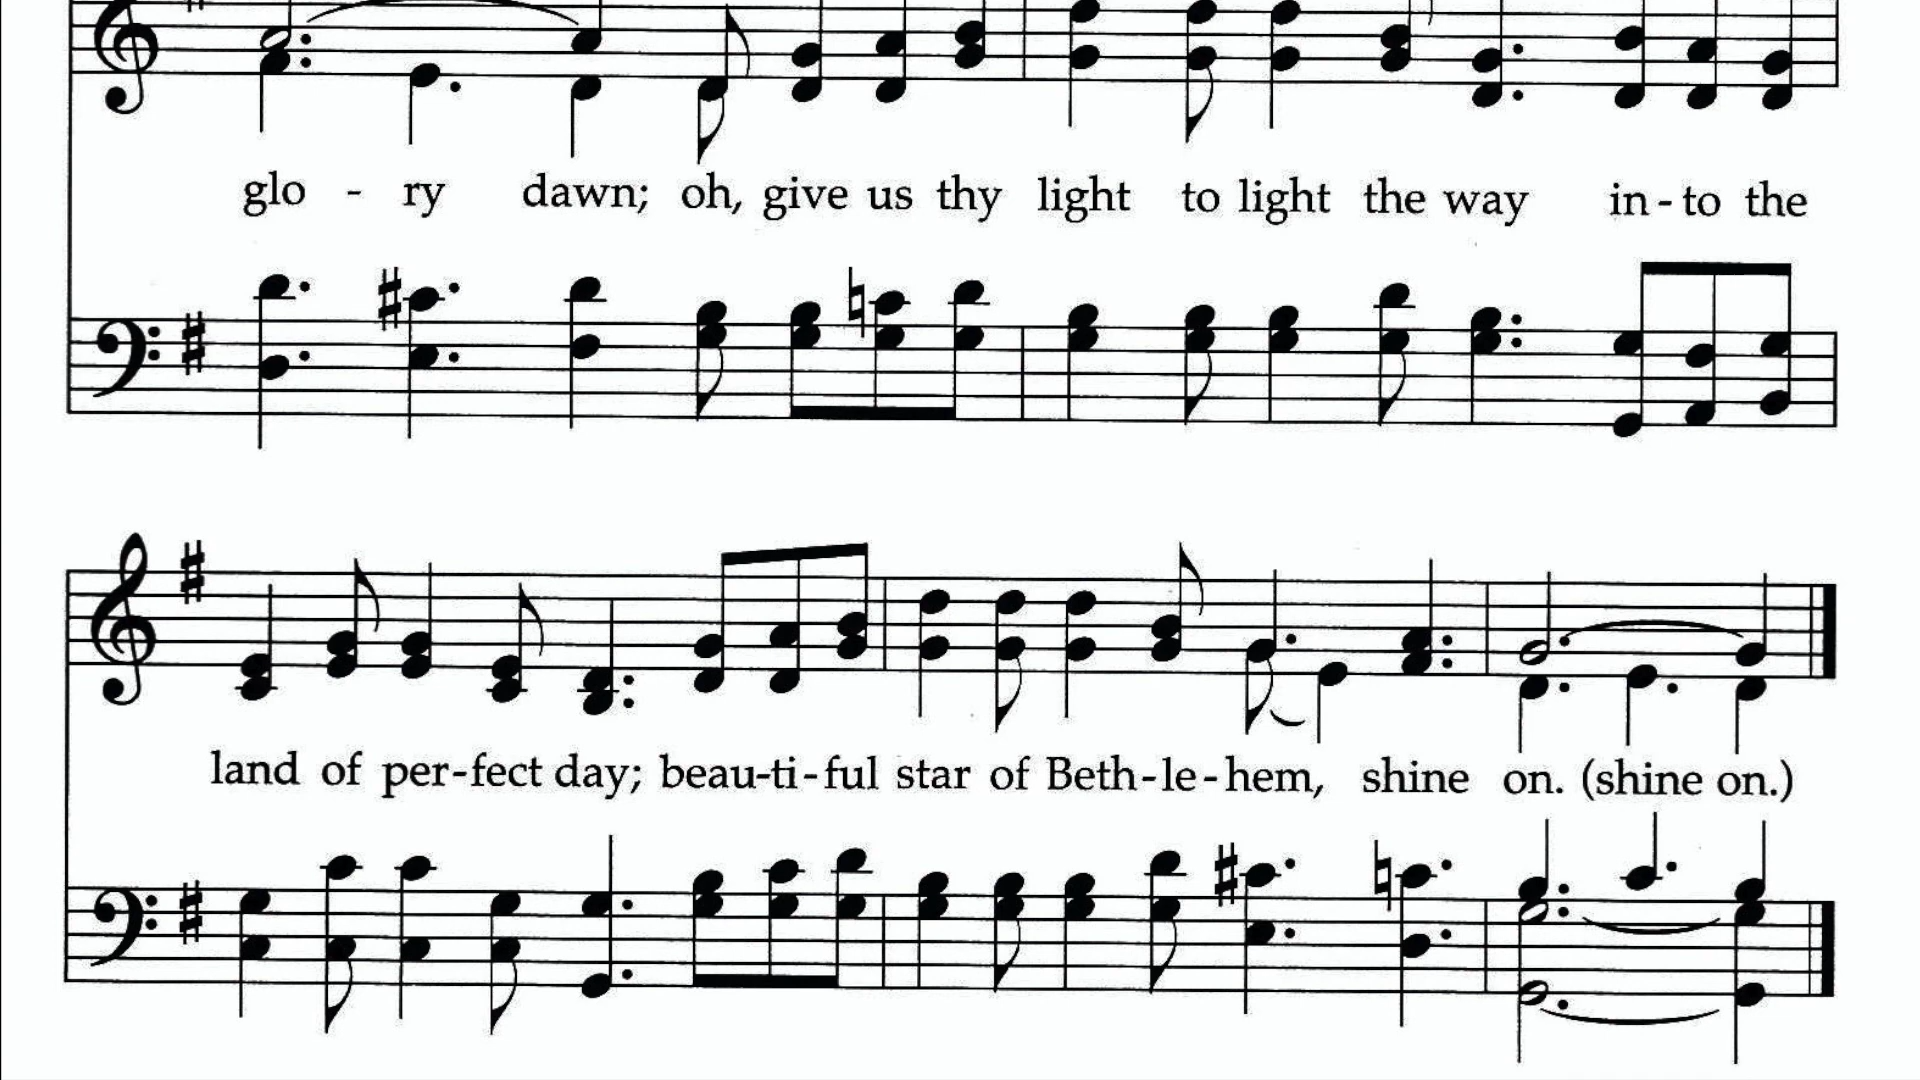 glo - ry dawn; oh, give us thy light to light the way in - to the
land of per-fect day; beau-ti-ful star of Beth-le-hem, shine on. (shine on.)